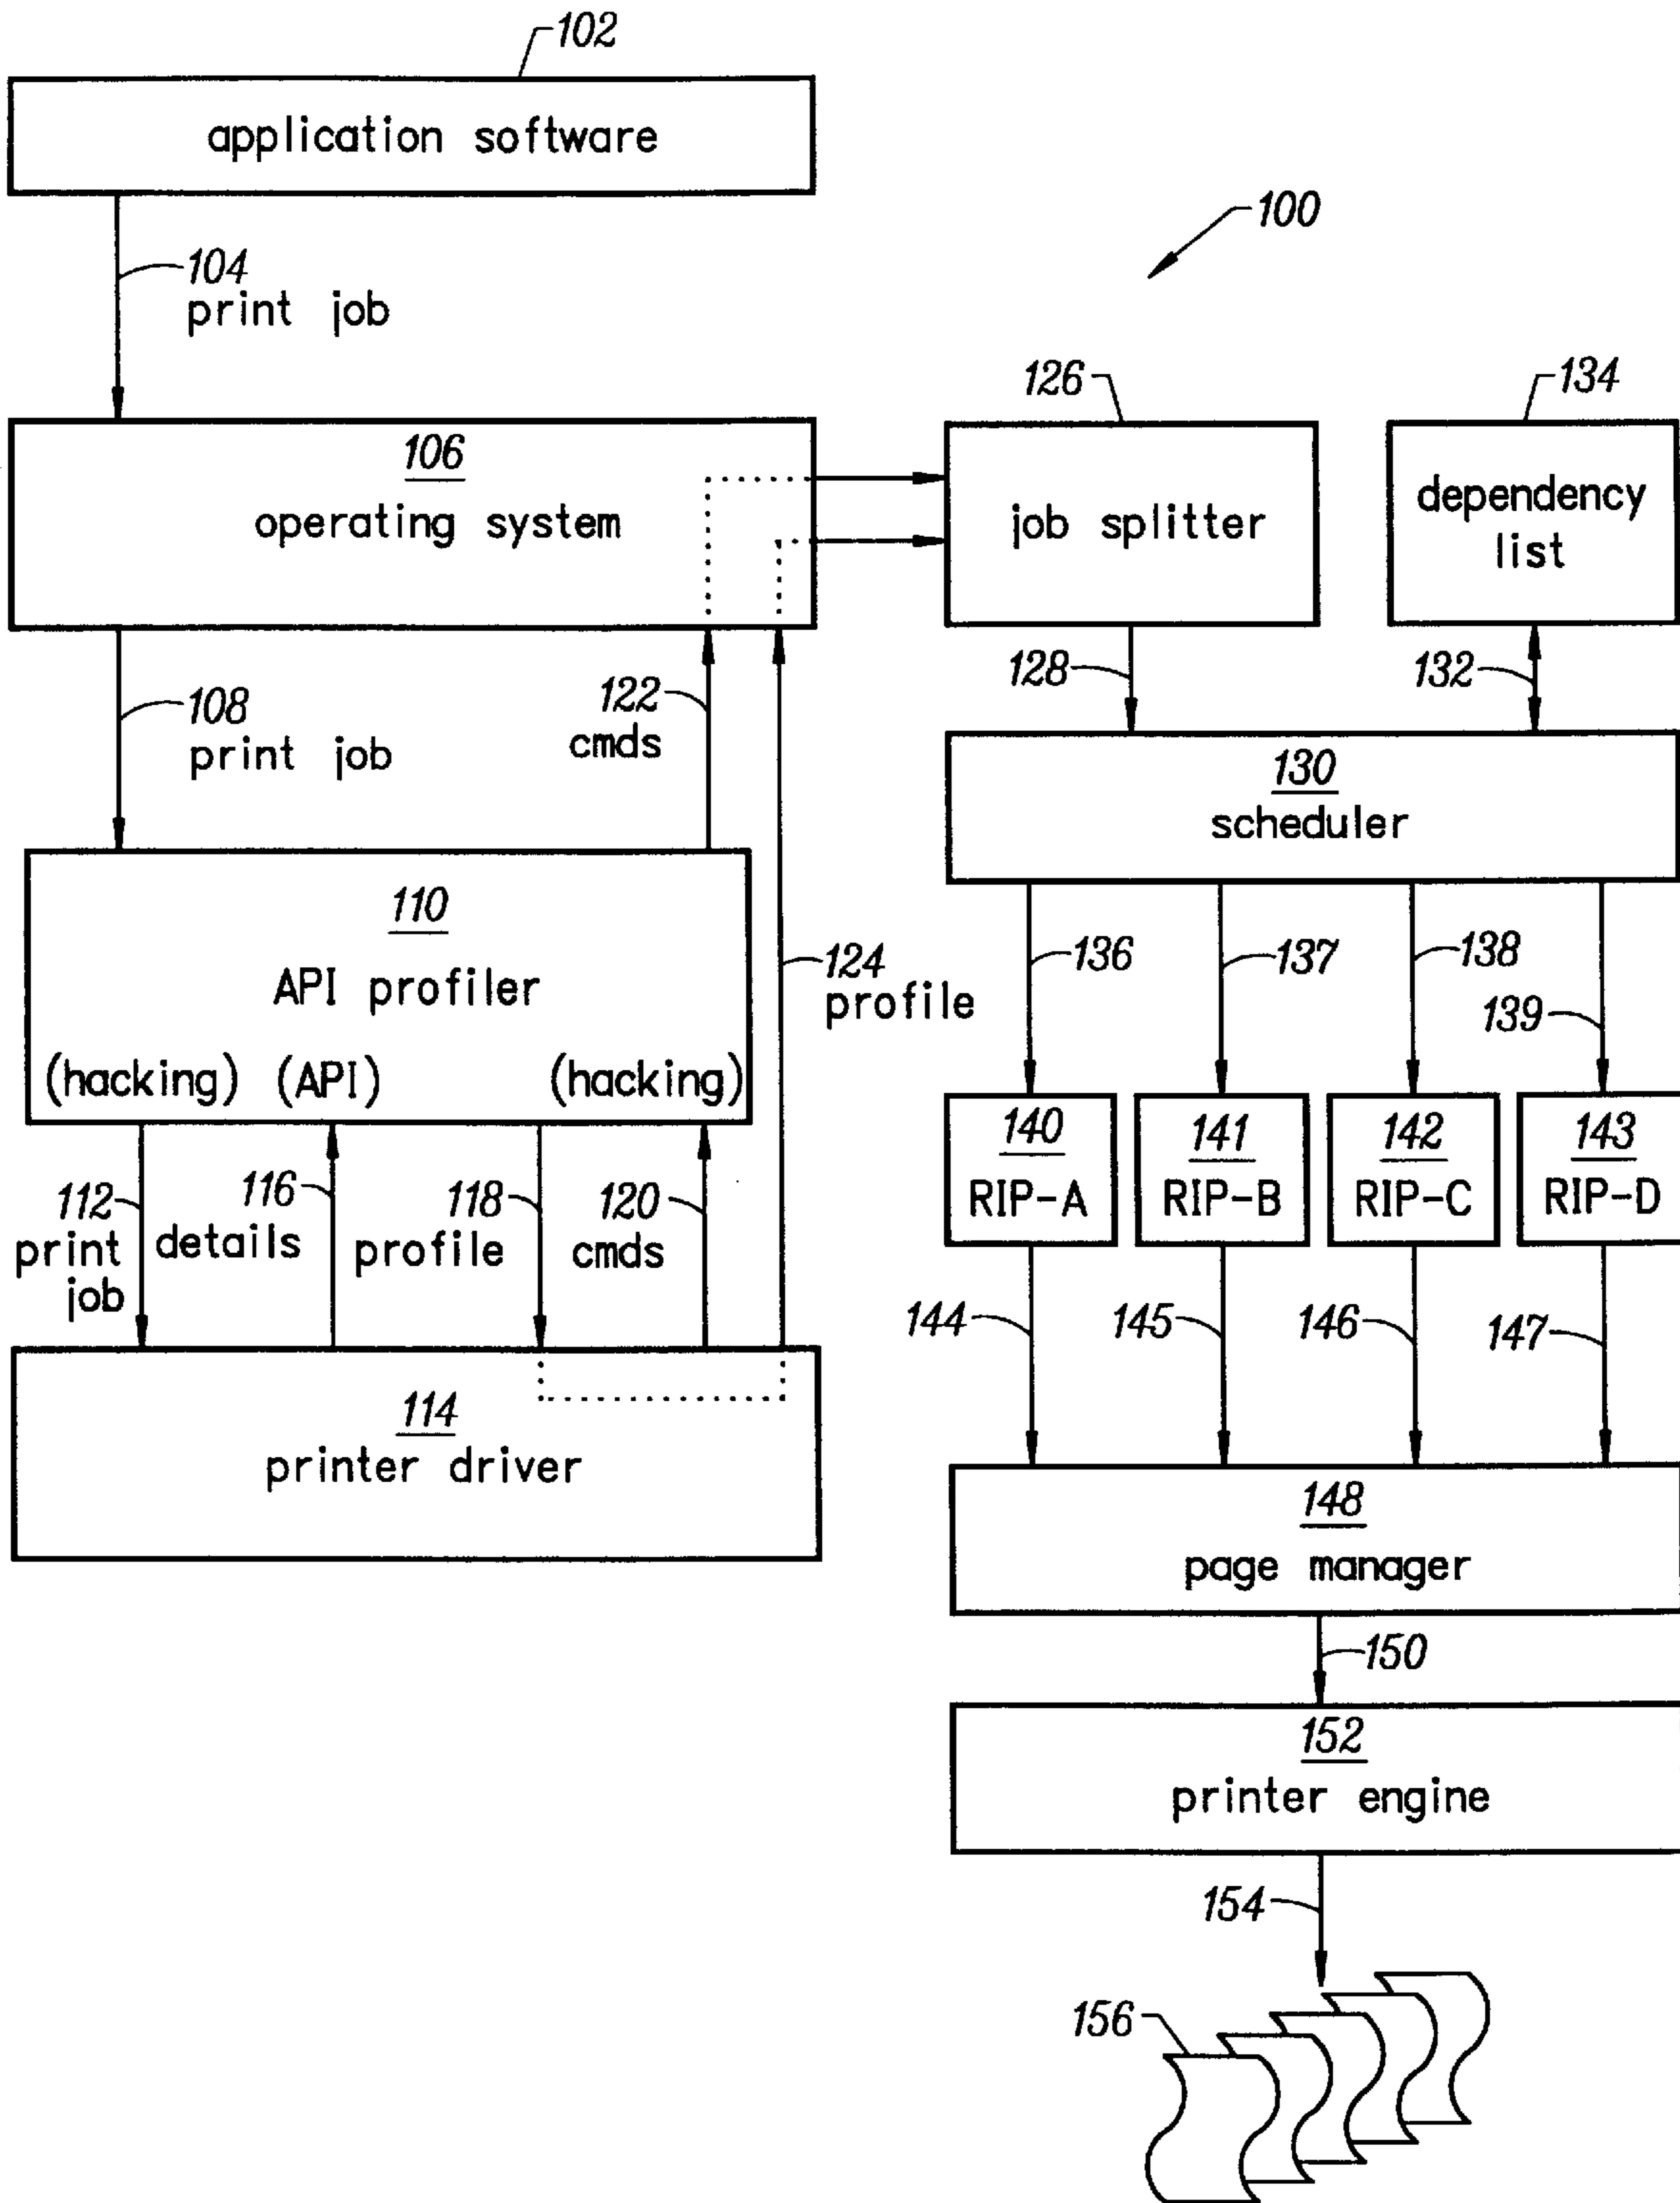 102
application software
100
104
print job
126
134
106
operating system
job splitter
dependency
list
128
132
108
print job
122
cmds
130
scheduler
110
API profiler
(hacking) (API) (hacking)
124
profile
136
137
138
139
112
print
job
116
details
118
profile
120
cmds
140
RIP-A
141
RIP-B
142
RIP-C
143
RIP-D
144
145
146
147
114
printer driver
148
page manager
150
152
printer engine
154
156